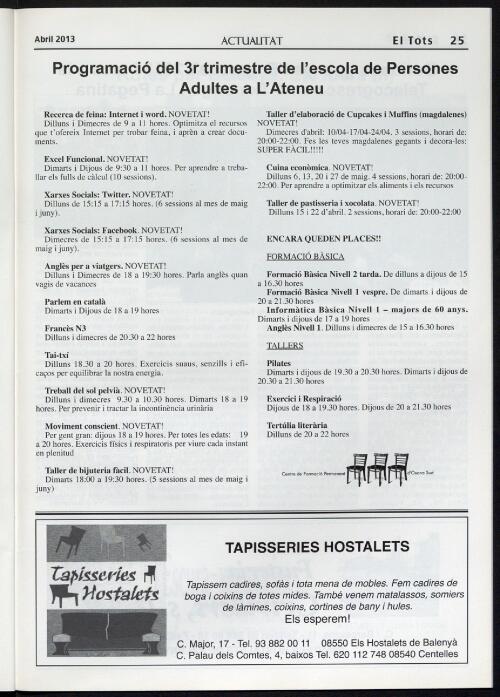 Abril 2013
ACTUALITAT
El Tots 25
Programació del 3r trimestre de l'escola de Persones
Adultes a L'Ateneu
Recerca de feina: Internet i word. NOVETAT!
Dilluns i Dimecres de 9 a 11 hores. Optimitza el recursos
que t'ofereix Internet per trobar feina, i aprèn a crear docu-
ments.
Excel Funcional. NOVETAT!
Dimarts i Dijous de 9:30 a 11 hores. Per aprendre a treba-
llar els fulls de càlcul (10 sessions).
Xarxes Socials: Twitter. NOVETAT!
Dilluns de 15:15 a 17:15 hores. (6 sessions al mes de maig
i juny).
Xarxes Socials: Facebook. NOVETAT!
Dimecres de 15:15 a 17:15 hores. (6 sessions al mes de
maig i juny).
Anglès per a viatgers. NOVETAT!
Dilluns i Dimecres de 18 a 19:30 hores. Parla anglès quan
vagis de vacances
Parlem en català
Dimarts i Dijous de 18 a 19 hores
Francès N3
Dilluns i dimecres de 20.30 a 22 hores
Tai-txí
Dilluns 18.30 a 20 hores. Exercicis suaus, senzills i efi-
caços per equilibrar la nostra energia.
Treball del sol pelvià. NOVETAT!
Dilluns i dimecres 9.30 a 10.30 hores. Dimarts 18 a 19
hores. Per prevenir i tractar la incontinència urinària
Moviment conscient. NOVETAT!
Per gent gran: dijous 18 a 19 hores. Per totes les edats: 19
a 20 hores. Exercicis físics i respiratoris per viure cada instant
en plenitud
Taller de bijuteria fàcil. NOVETAT!
Dimarts 18:00 a 19:30 hores. (5 sessions al mes de maig i
juny)
Taller d'elaboració de Cupcakes i Muffins (magdalenes)
NOVETAT!
Dimecres d'abril: 10/04-17/04-24/04, 3 sessions, horari de:
20:00-22:00. Fes les teves magdalenes gegants i decora-les:
SUPER FÀCIL!!!!!
Cuina econòmica. NOVETAT!
Dilluns 6, 13, 20 i 27 de maig. 4 sessions, horari de: 20:00-
22:00. Per aprendre a optimitzar els aliments i els recursos
Taller de pastisseria i xocolata. NOVETAT!
Dilluns 15 i 22 d'abril. 2 sessions, horari de: 20:00-22:00
ENCARA QUEDEN PLACES!!
FORMACIÓ BÀSICA
Formació Bàsica Nivell 2 tarda. De dilluns a dijous de 15
a 16.30 hores
Formació Bàsica Nivell 1 vespre. De dimarts i dijous de
20 a 21.30 hores
Informàtica Bàsica Nivell 1 – majors de 60 anys.
Dimarts i dijous de 17 a 19 hores
Anglès Nivell 1. Dilluns i dimecres de 15 a 16.30 hores
TALLERS
Pilates
Dimarts i dijous de 19.30 a 20.30 hores. Dimarts i dijous de
20.30 a 21.30 hores
Exercici i Respiració
Dijous de 18 a 19.30 hores. Dijous de 20 a 21.30 hores
Tertúlia literària
Dilluns de 20 a 22 hores
Centre de Formació Permanent d'Osona Sud
Tapisseries
Hostalets
TAPISSERIES HOSTALETS
Tapissem cadires, sofàs i tota mena de mobles. Fem cadires de
boga i coixins de totes mides. També venem matalassos, somiers
de làmines, coixins, cortines de bany i hules.
Els esperem!
C. Major, 17 - Tel. 93 882 00 11 08550 Els Hostalets de Balenyà
C. Palau dels Comtes, 4, baixos Tel. 620 112 748 08540 Centelles